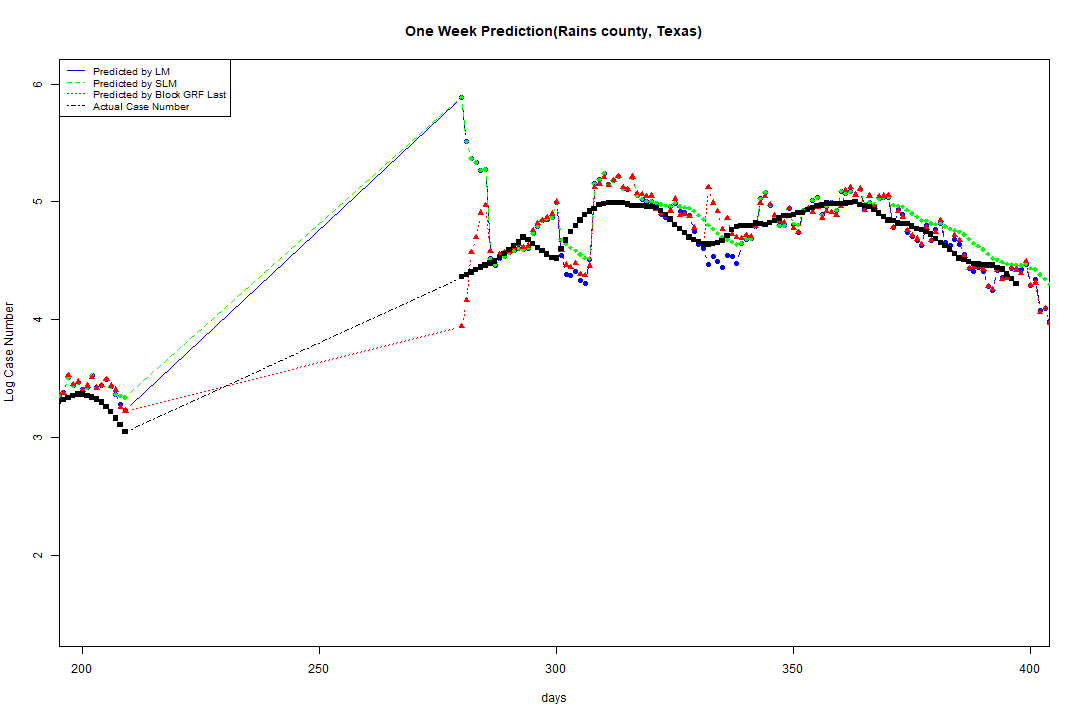 One Week Prediction(Rains county, Texas)
Predicted by LM
Predicted by SLM
Predicted by Block GRF Last
Actual Case Number
6
5
4
3
2
Log Case Number
200 250 300 350 400
days